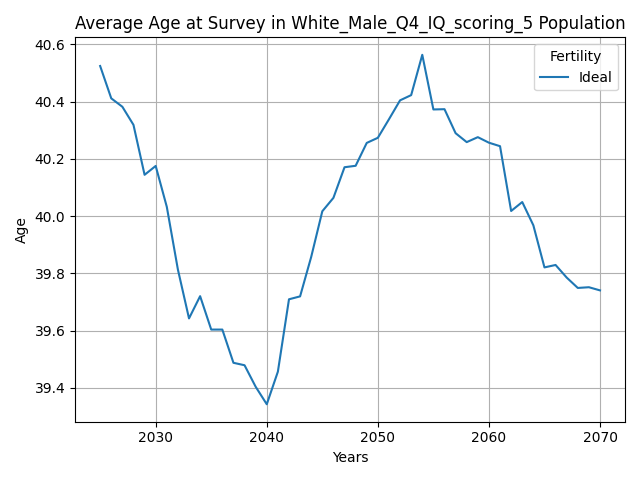 Average Age at Survey in White_Male_Q4_IQ_scoring_5 Population
Fertility
Ideal
40.6
40.4
40.2
40.0
39.8
39.6
39.4
Age
2030 2040 2050 2060 2070
Years